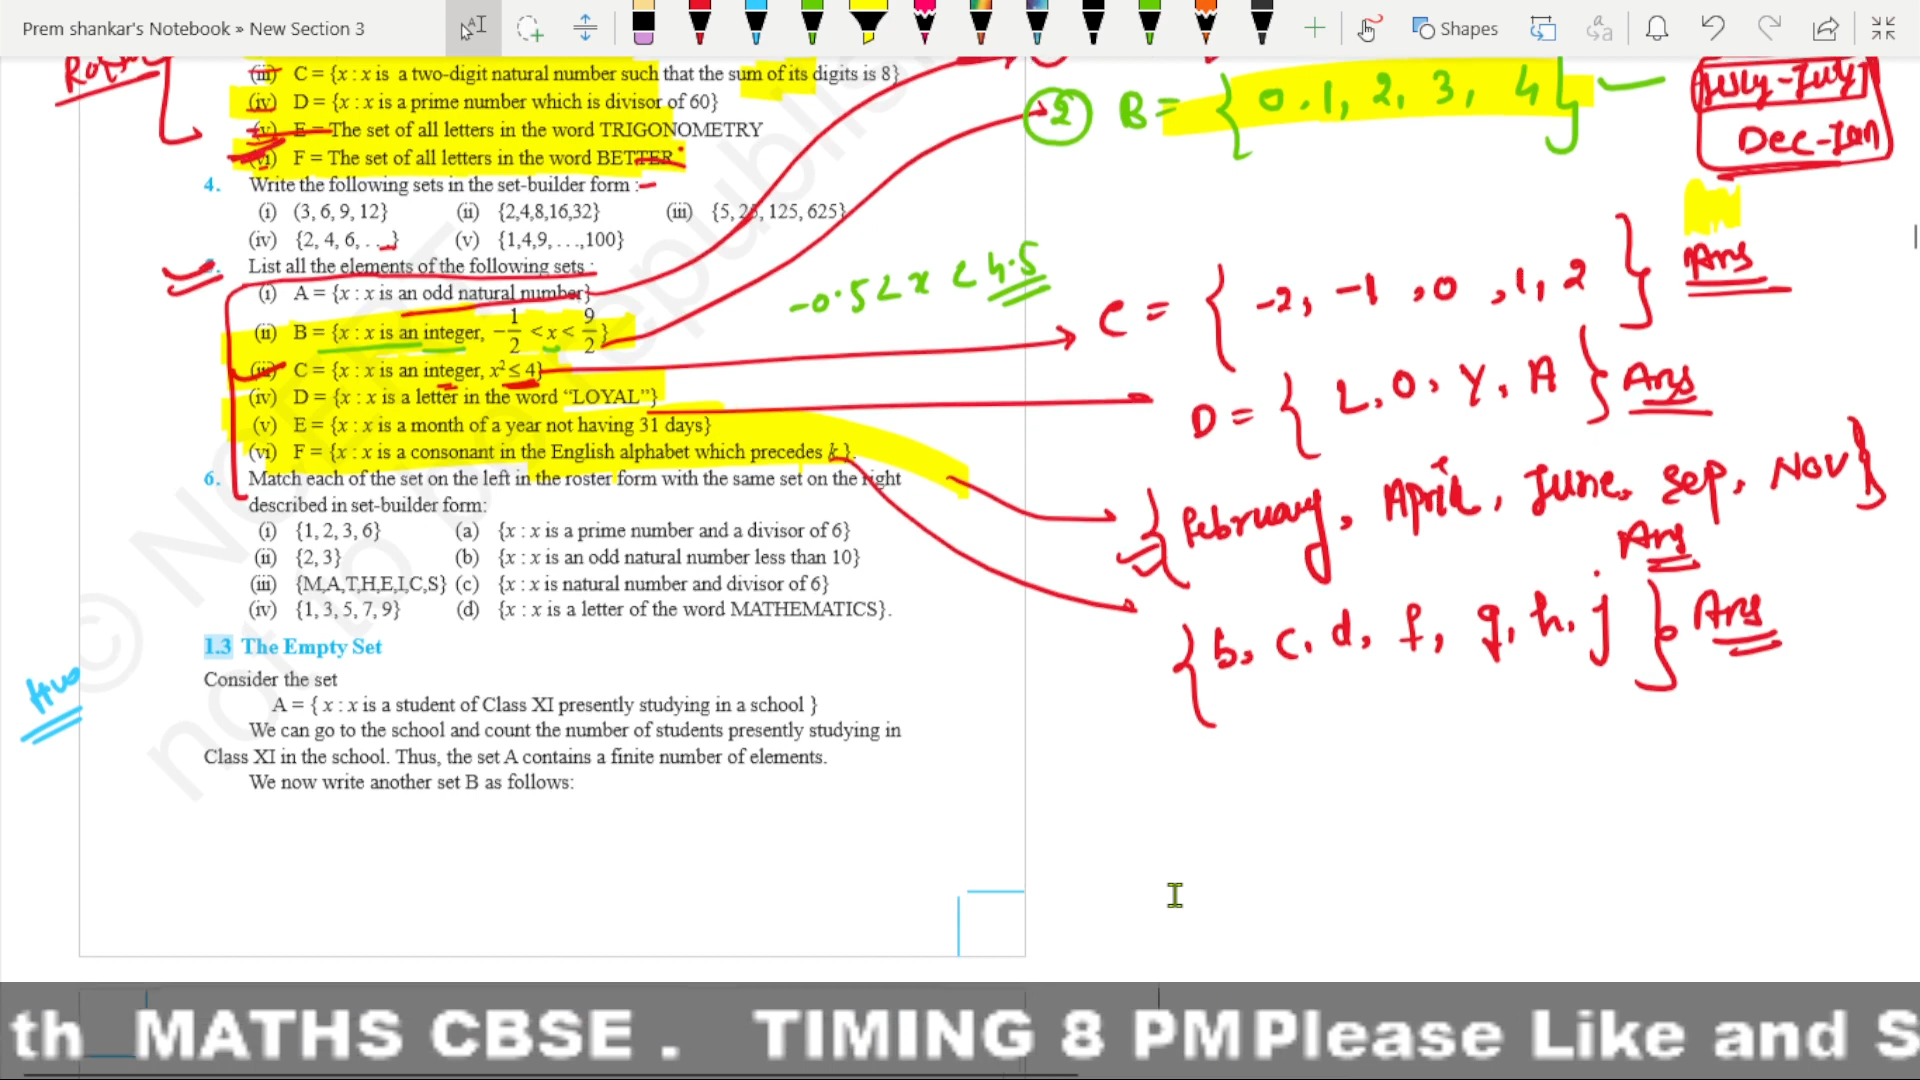 Prem shankar's Notebook » New Section 3
Shapes
(iii) C = {x : x is a two-digit natural number such that the sum of its digits is 8}
(iv) D = {x : x is a prime number which is divisor of 60}
(v) E = The set of all letters in the word TRIGONOMETRY
(vi) F = The set of all letters in the word BETTER
4. Write the following sets in the set-builder form :
(i) (3, 6, 9, 12} (ii) {2,4,8,16,32} (iii) {5, 25, 125, 625}
(iv) {2, 4, 6, . . .} (v) {1,4,9, . . .,100}
List all the elements of the following sets :
(i) A = {x : x is an odd natural number}
(ii) B = {x : x is an integer, -1/2 < x < 9/2}
(iii) C = {x : x is an integer, x² ≤ 4}
(iv) D = {x : x is a letter in the word “LOYAL”}
(v) E = {x : x is a month of a year not having 31 days}
(vi) F = {x : x is a consonant in the English alphabet which precedes k }.
6. Match each of the set on the left in the roster form with the same set on the right
described in set-builder form:
(i) {1, 2, 3, 6} (a) {x : x is a prime number and a divisor of 6}
(ii) {2, 3} (b) {x : x is an odd natural number less than 10}
(iii) {M,A,T,H,E,I,C,S} (c) {x : x is natural number and divisor of 6}
(iv) {1, 3, 5, 7, 9} (d) {x : x is a letter of the word MATHEMATICS}.
1.3 The Empty Set
Consider the set
A = { x : x is a student of Class XI presently studying in a school }
We can go to the school and count the number of students presently studying in
Class XI in the school. Thus, the set A contains a finite number of elements.
We now write another set B as follows:
© NCERT
not to be republished
② B = {0.1, 2, 3, 4}
Dec-Jan
-0.5 < x < 4.5
C = {-2, -1, 0, 1, 2} Ans
D = {L, O, Y, A} Ans
{February, April, June, Sep, Nov}
Ans
{b, c, d, f, g, h, j} Ans
th MATHS CBSE . TIMING 8 PM Please Like and S